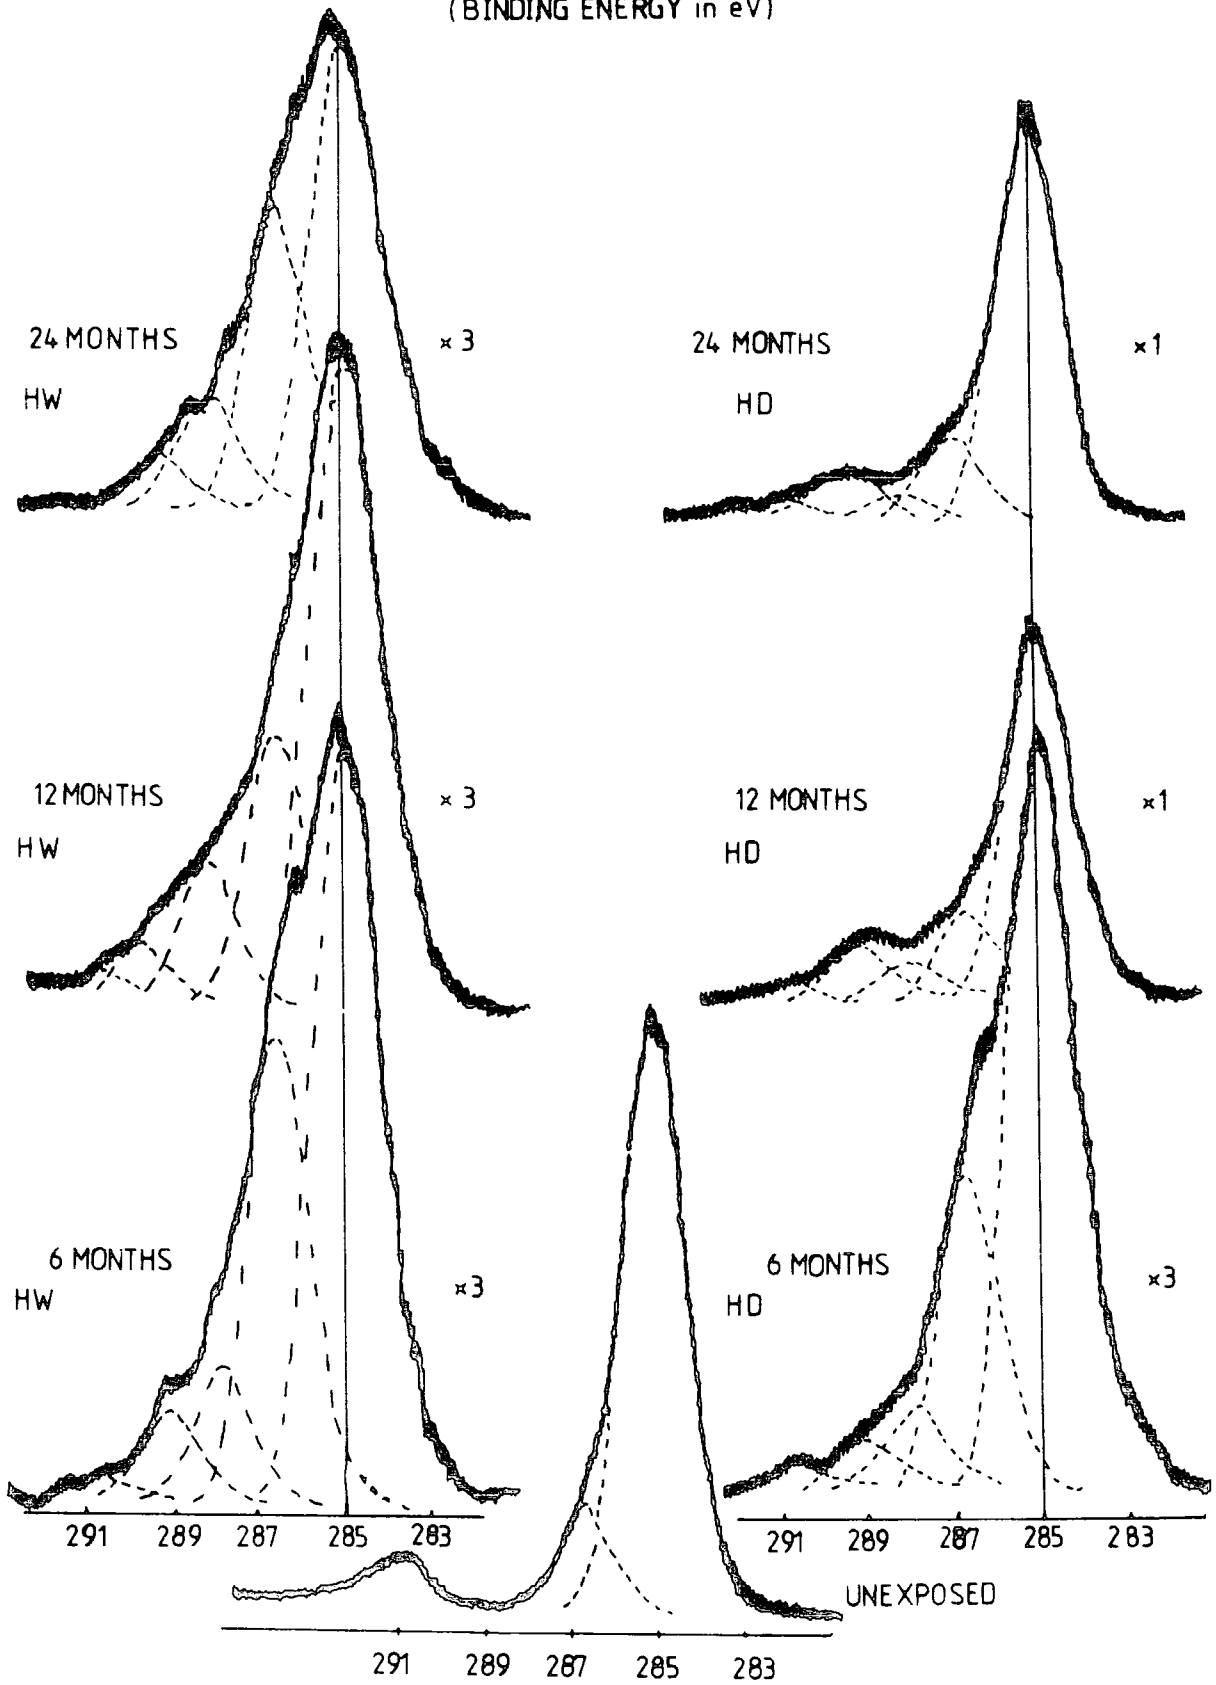 (BINDING ENERGY in eV)
24 MONTHS
HW
×3
24 MONTHS
HD
×1
12 MONTHS
HW
×3
12 MONTHS
HD
×1
6 MONTHS
HW
×3
6 MONTHS
HD
×3
291 289 287 285 283
291 289 287 285 283
UNEXPOSED
291 289 287 285 283